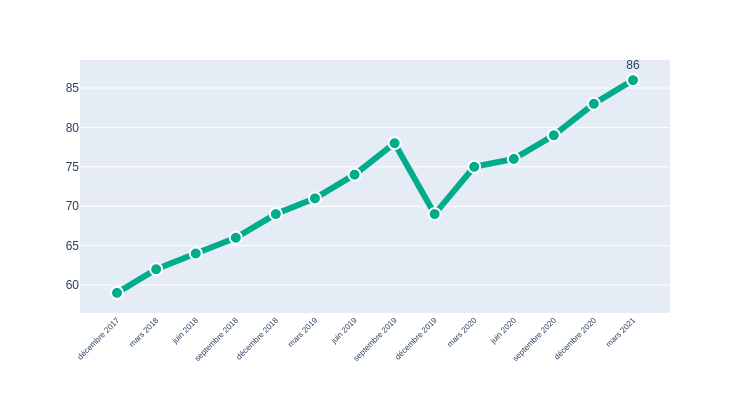 86
85
80
75
70
65
60
décembre 2017
mars 2018
juin 2018
septembre 2018
décembre 2018
mars 2019
juin 2019
septembre 2019
décembre 2019
mars 2020
juin 2020
septembre 2020
décembre 2020
mars 2021